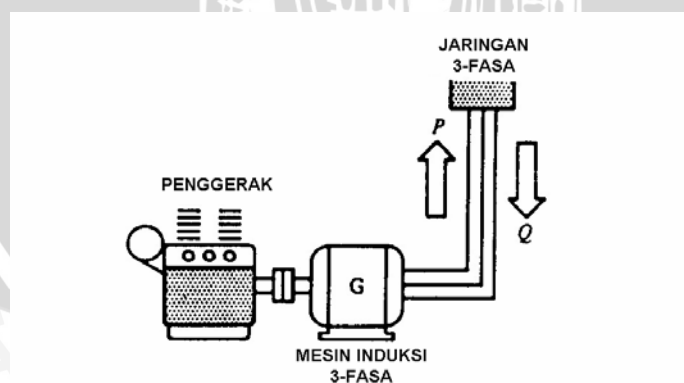 JARINGAN
3-FASA
P
PENGGERAK
Q
G
MESIN INDUKSI
3-FASA